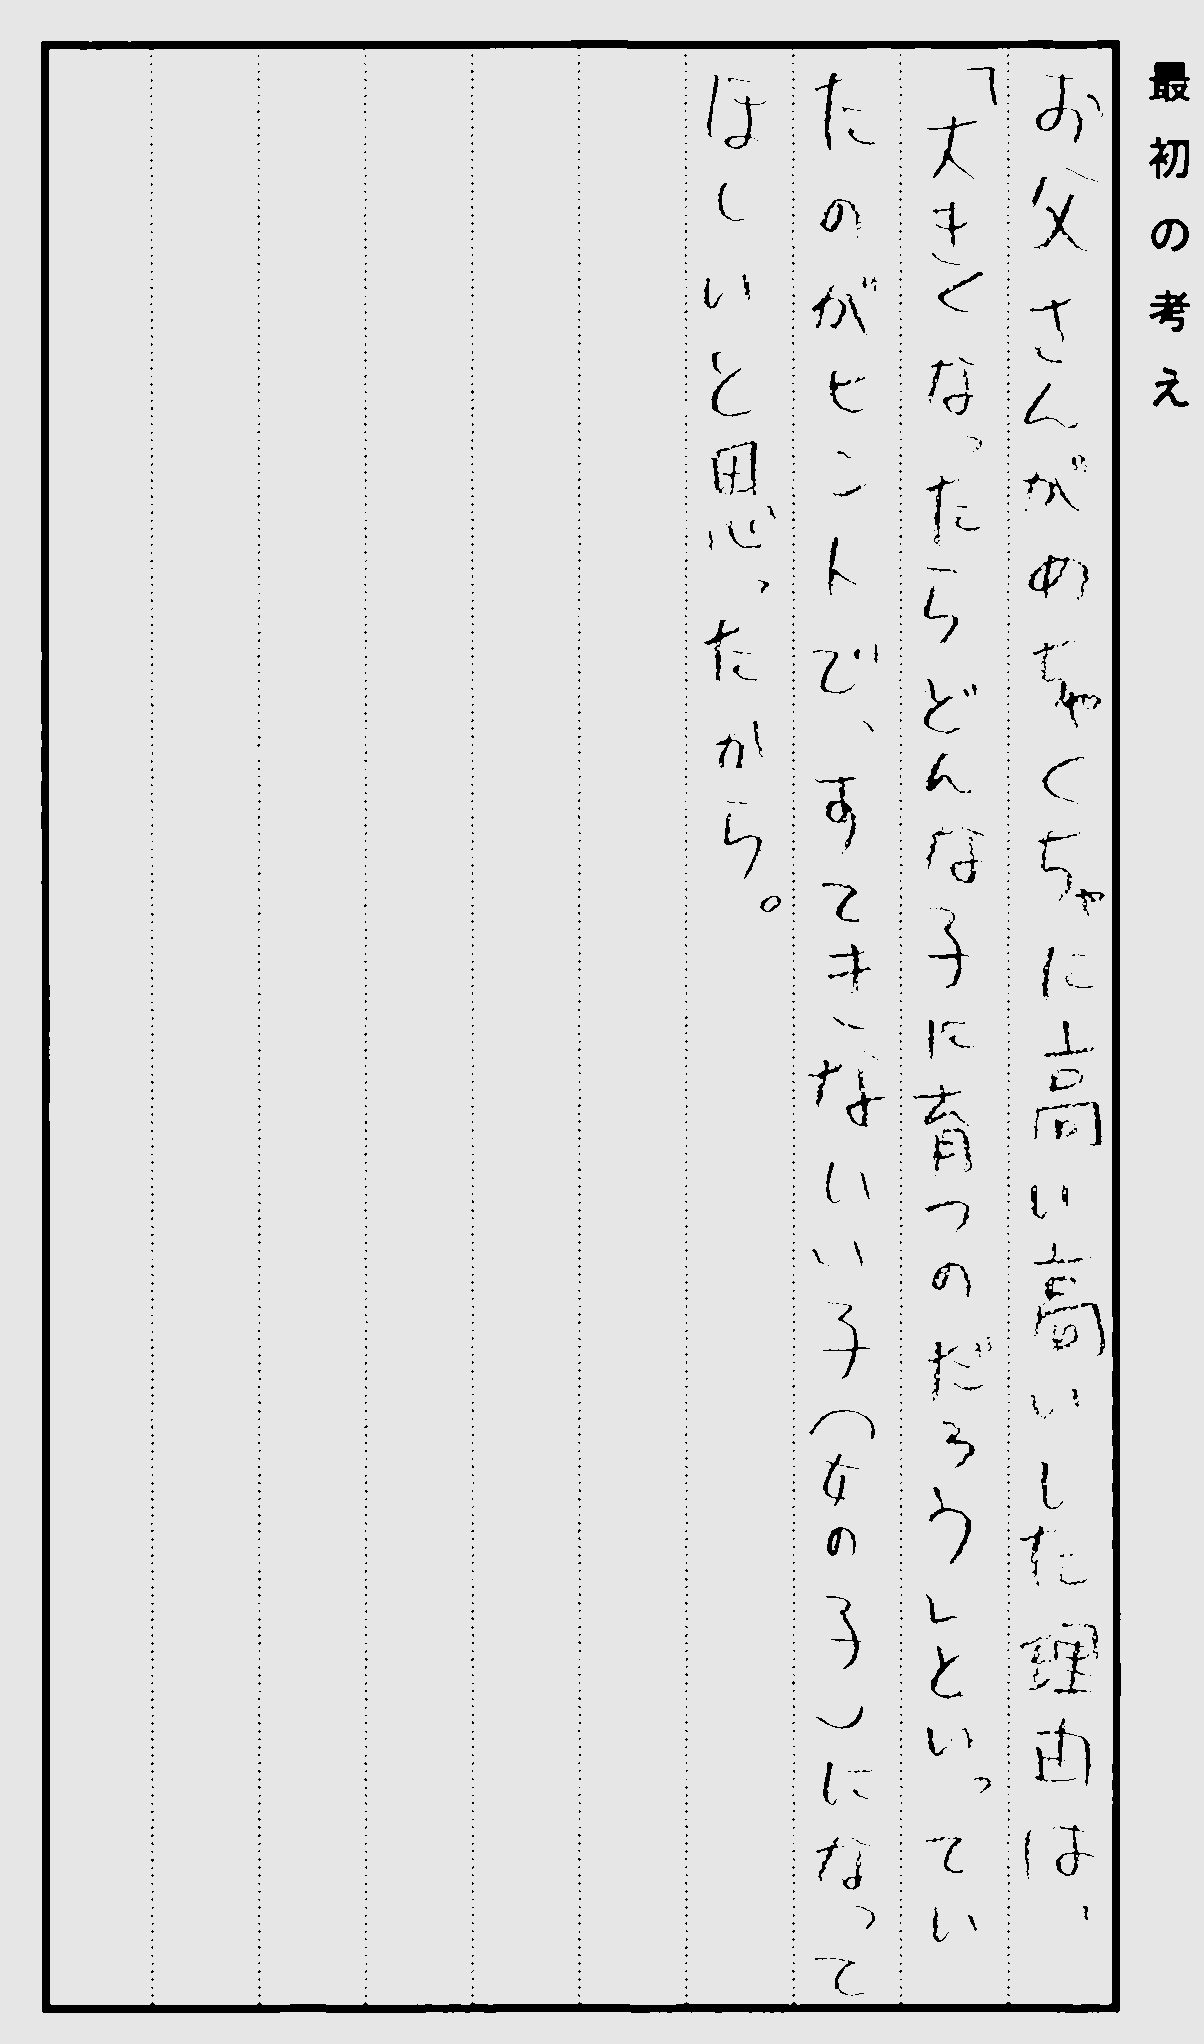 最初の考え
お父さんがめちゃくちゃに高い高いした理由は、
「大きくなったらどんな子に育つのだろう」といってい
たのがヒントで、すてきなないい子(女の子)になって
ほしいと思ったから。